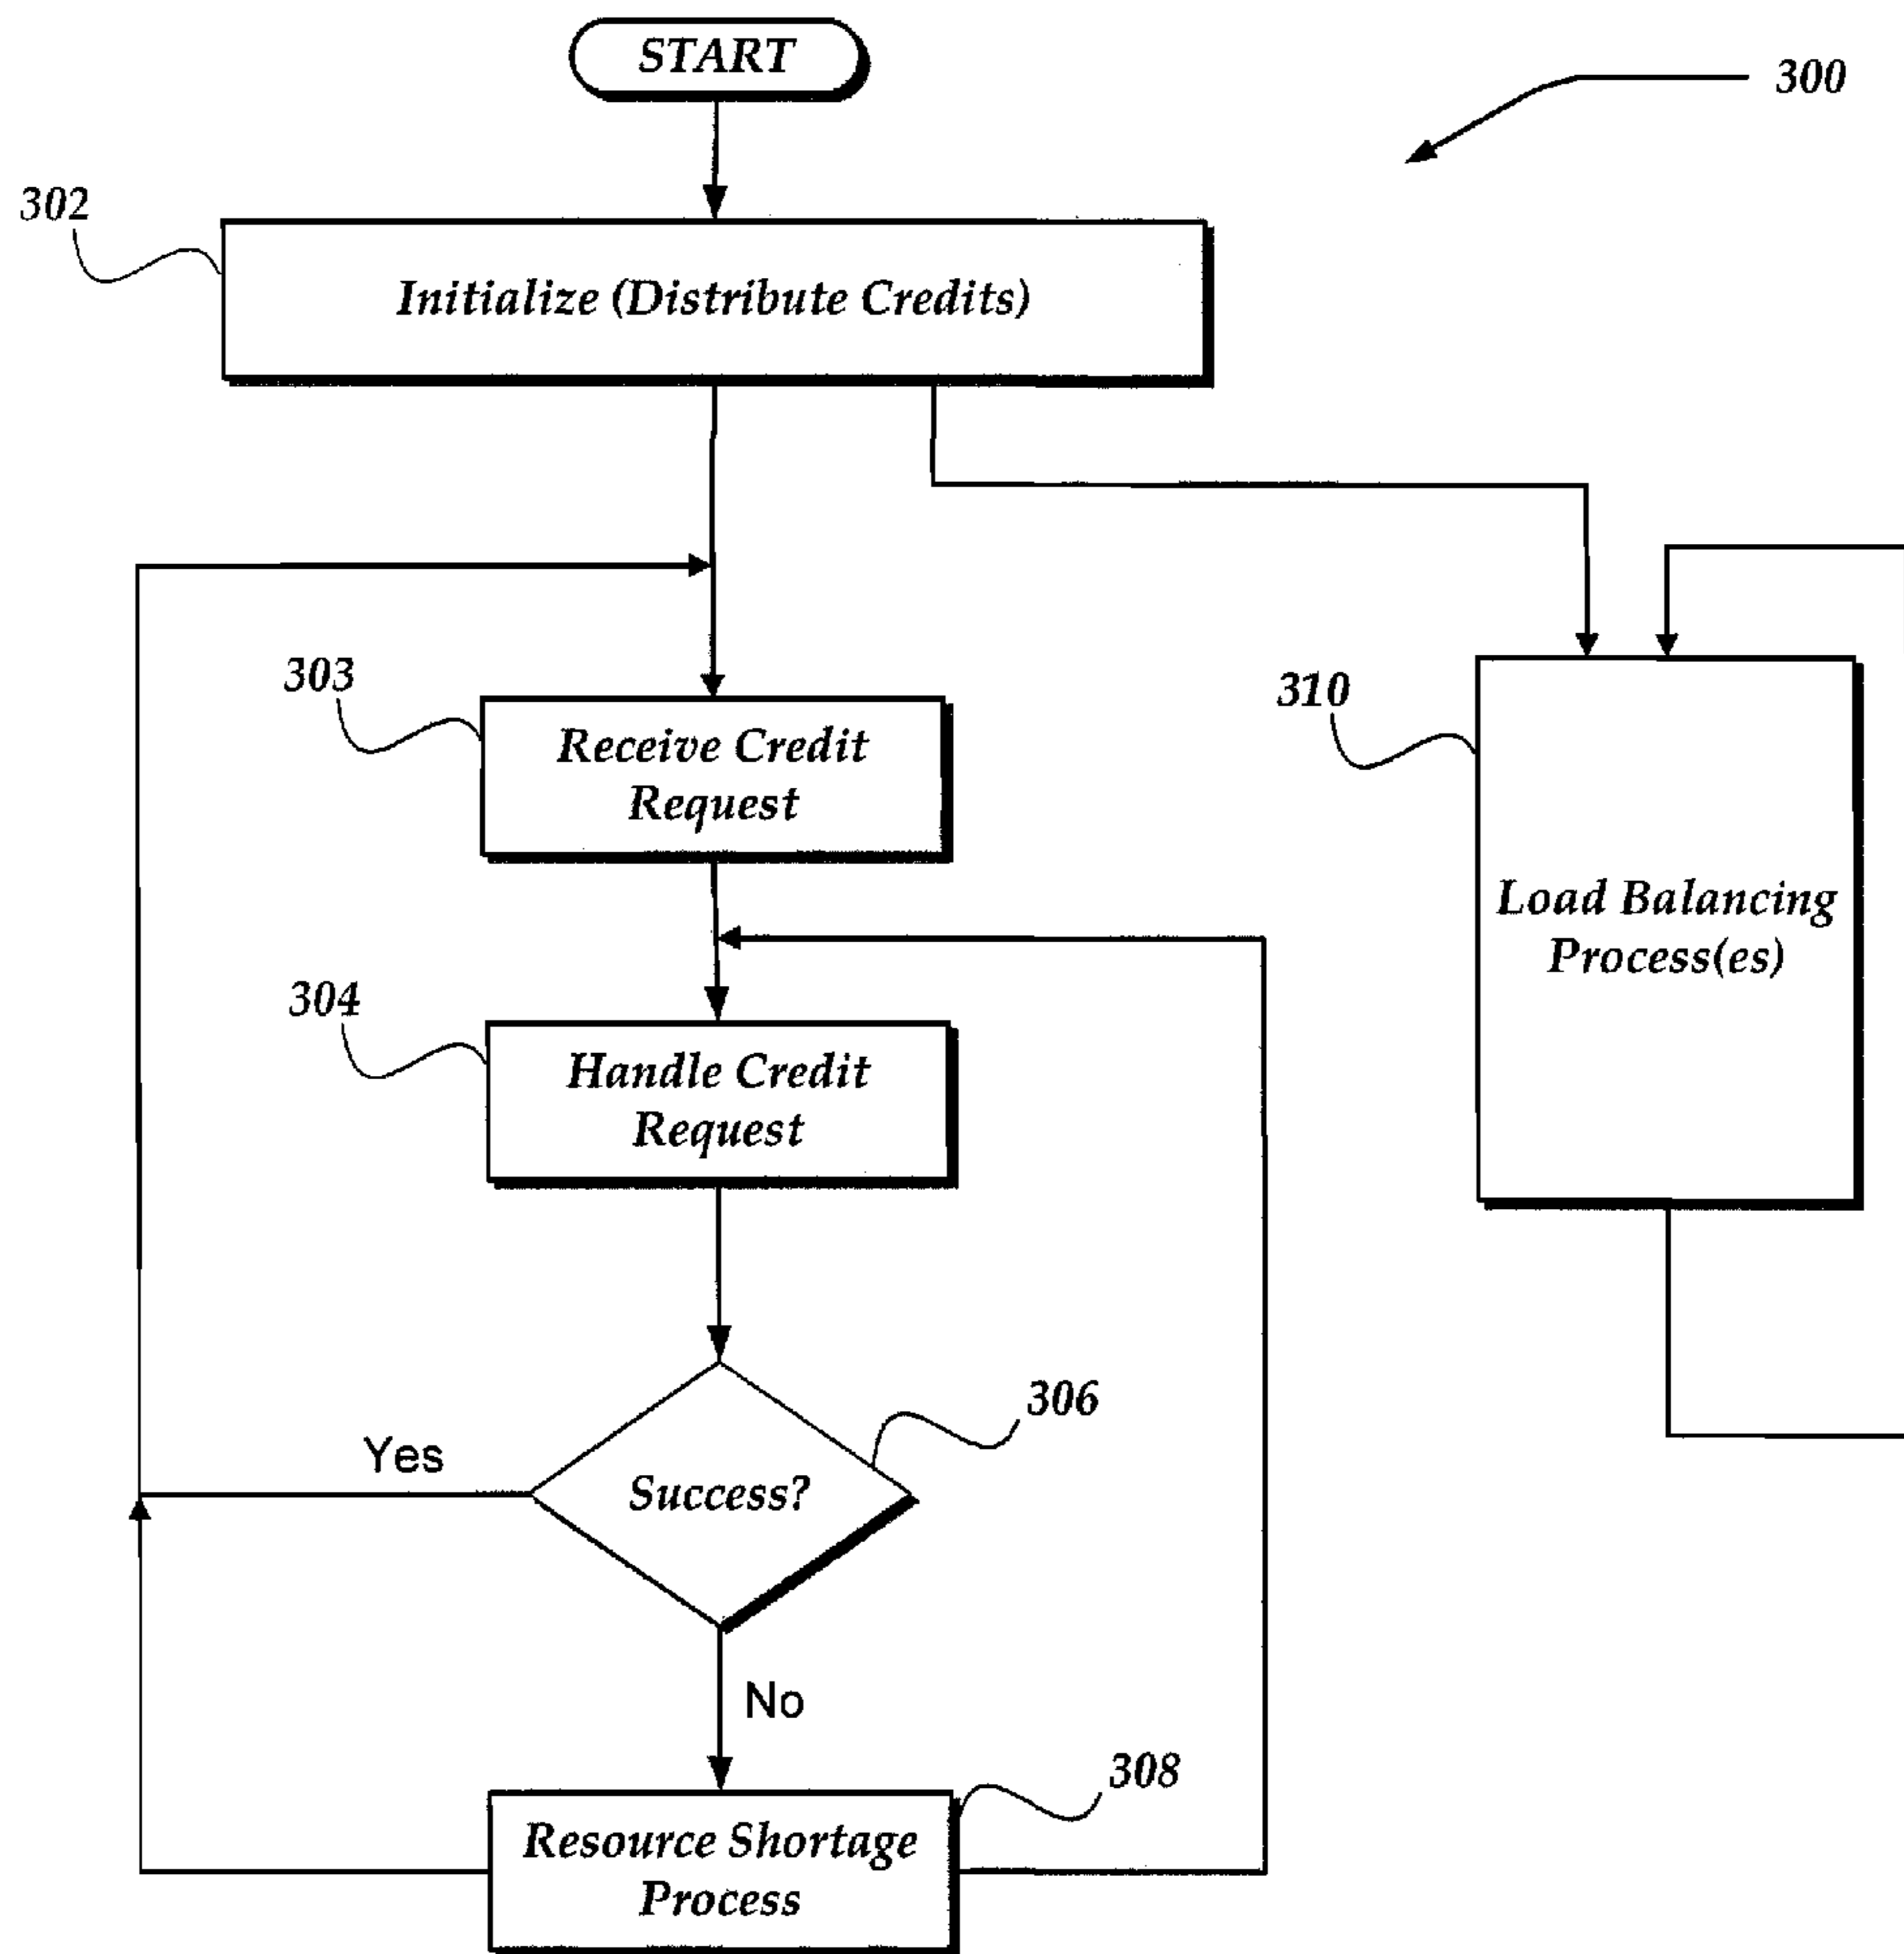 START
300
302
Initialize (Distribute Credits)
303
Receive Credit
Request
310
Load Balancing
Process(es)
304
Handle Credit
Request
306
Yes
Success?
No
308
Resource Shortage
Process